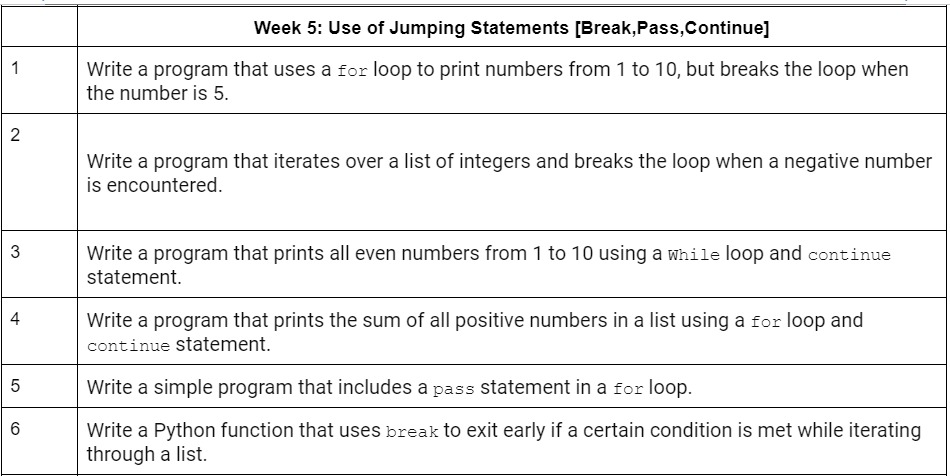 Week 5: Use of Jumping Statements [Break,Pass,Continue]
1
Write a program that uses a for loop to print numbers from 1 to 10, but breaks the loop when
the number is 5.
2
Write a program that iterates over a list of integers and breaks the loop when a negative number
is encountered.
3
Write a program that prints all even numbers from 1 to 10 using a While loop and continue
statement.
4
Write a program that prints the sum of all positive numbers in a list using a for loop and
continue statement.
5
Write a simple program that includes a pass statement in a for loop.
6
Write a Python function that uses break to exit early if a certain condition is met while iterating
through a list.